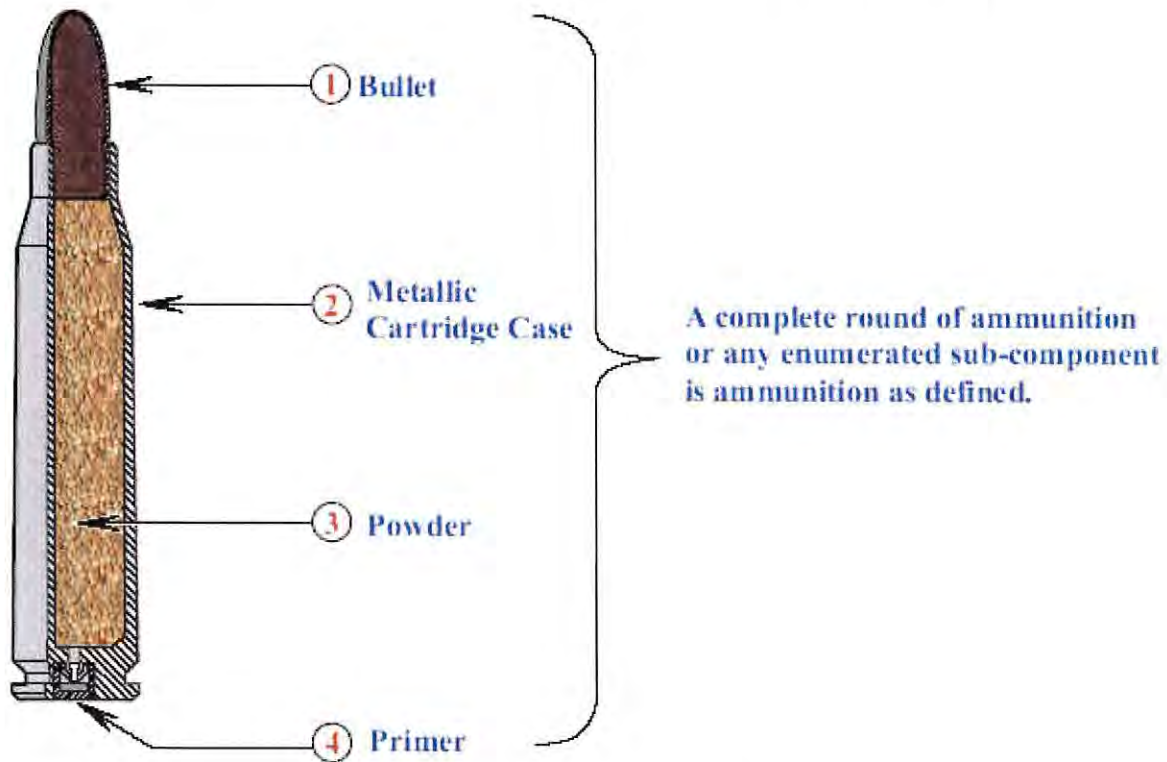 1 Bullet
2 Metallic
Cartridge Case
3 Powder
4 Primer
A complete round of ammunition
or any enumerated sub-component
is ammunition as defined.